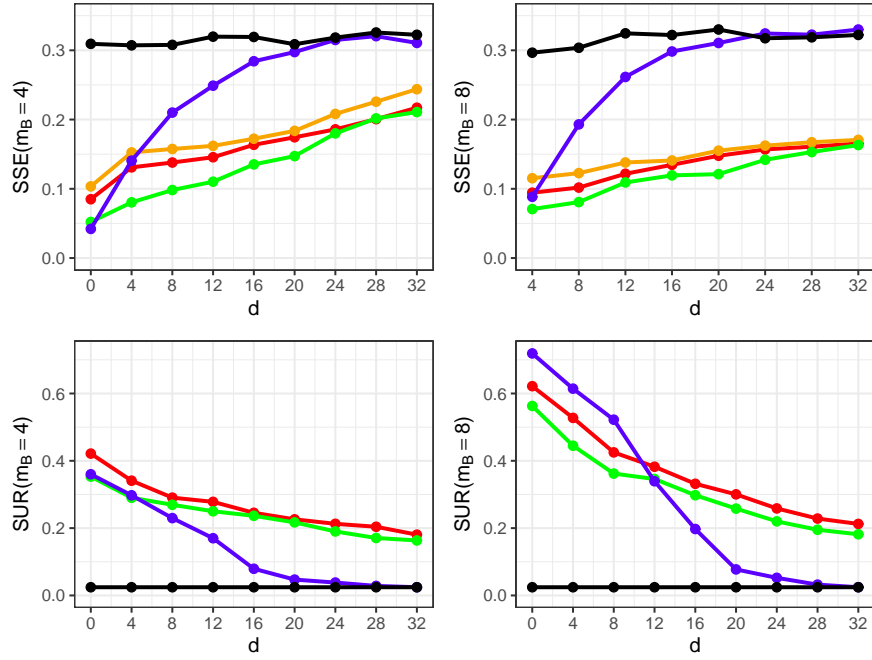 SSE(m_B = 4)
0.3
0.2
0.1
0.0
0 4 8 12 16 20 24 28 32
d
SSE(m_B = 8)
0.3
0.2
0.1
0.0
4 8 12 16 20 24 28 32
d
SUR(m_B = 4)
0.6
0.4
0.2
0.0
0 4 8 12 16 20 24 28 32
d
SUR(m_B = 8)
0.6
0.4
0.2
0.0
0 4 8 12 16 20 24 28 32
d